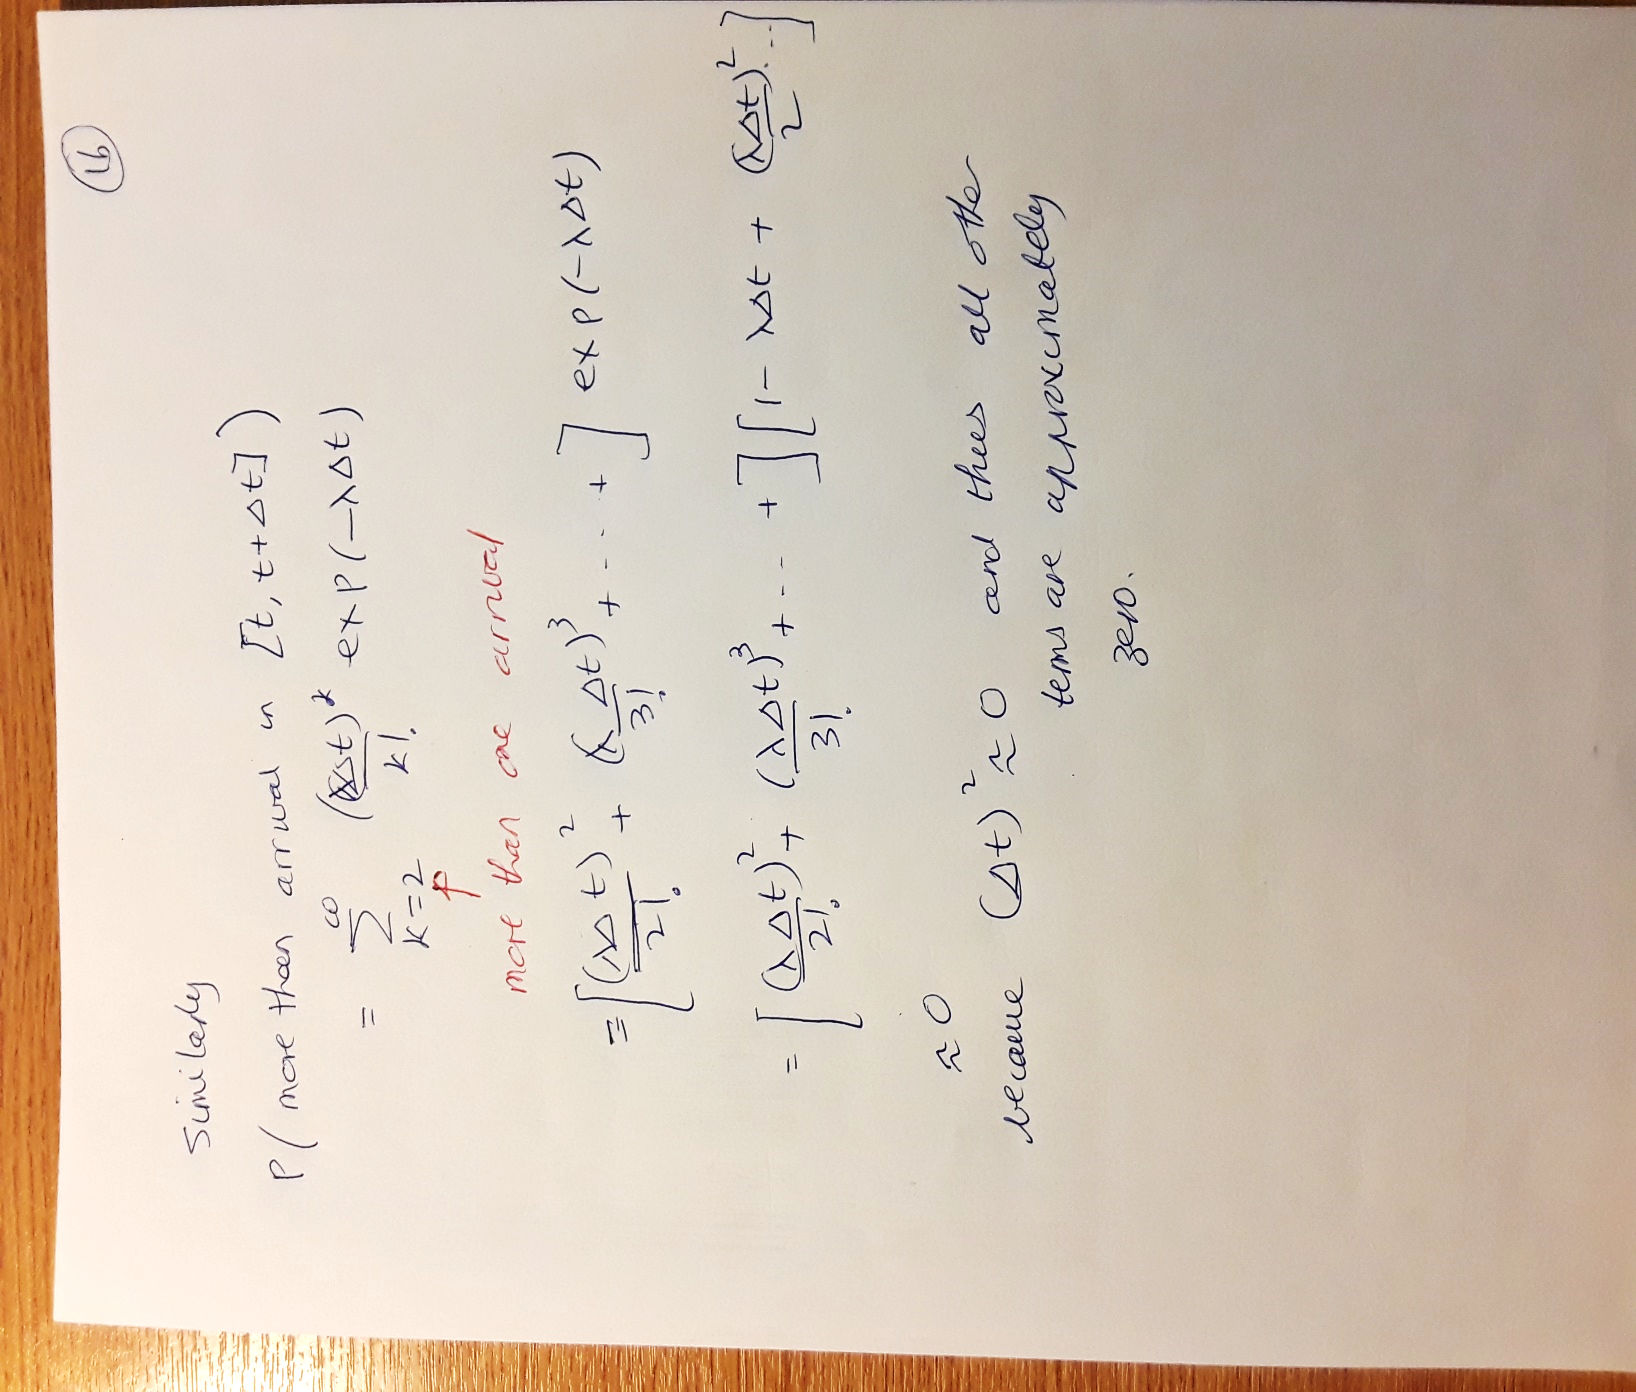 16
Similarly
P( more than arrival in [t, t+Δt])
= ∑_{k=2}^{∞} (λΔt)^k / k! exp(-λΔt)
↑
more than one arrival
= [(λΔt)^2 / 2! + (λΔt)^3 / 3! + ... +] exp(-λΔt)
= [(λΔt)^2 / 2! + (λΔt)^3 / 3! + ... +][1 - λΔt + (λΔt)^2 / 2 ...]
≈ 0
because (Δt)^2 ≈ 0 and thus all other
terms are approximately
zero.